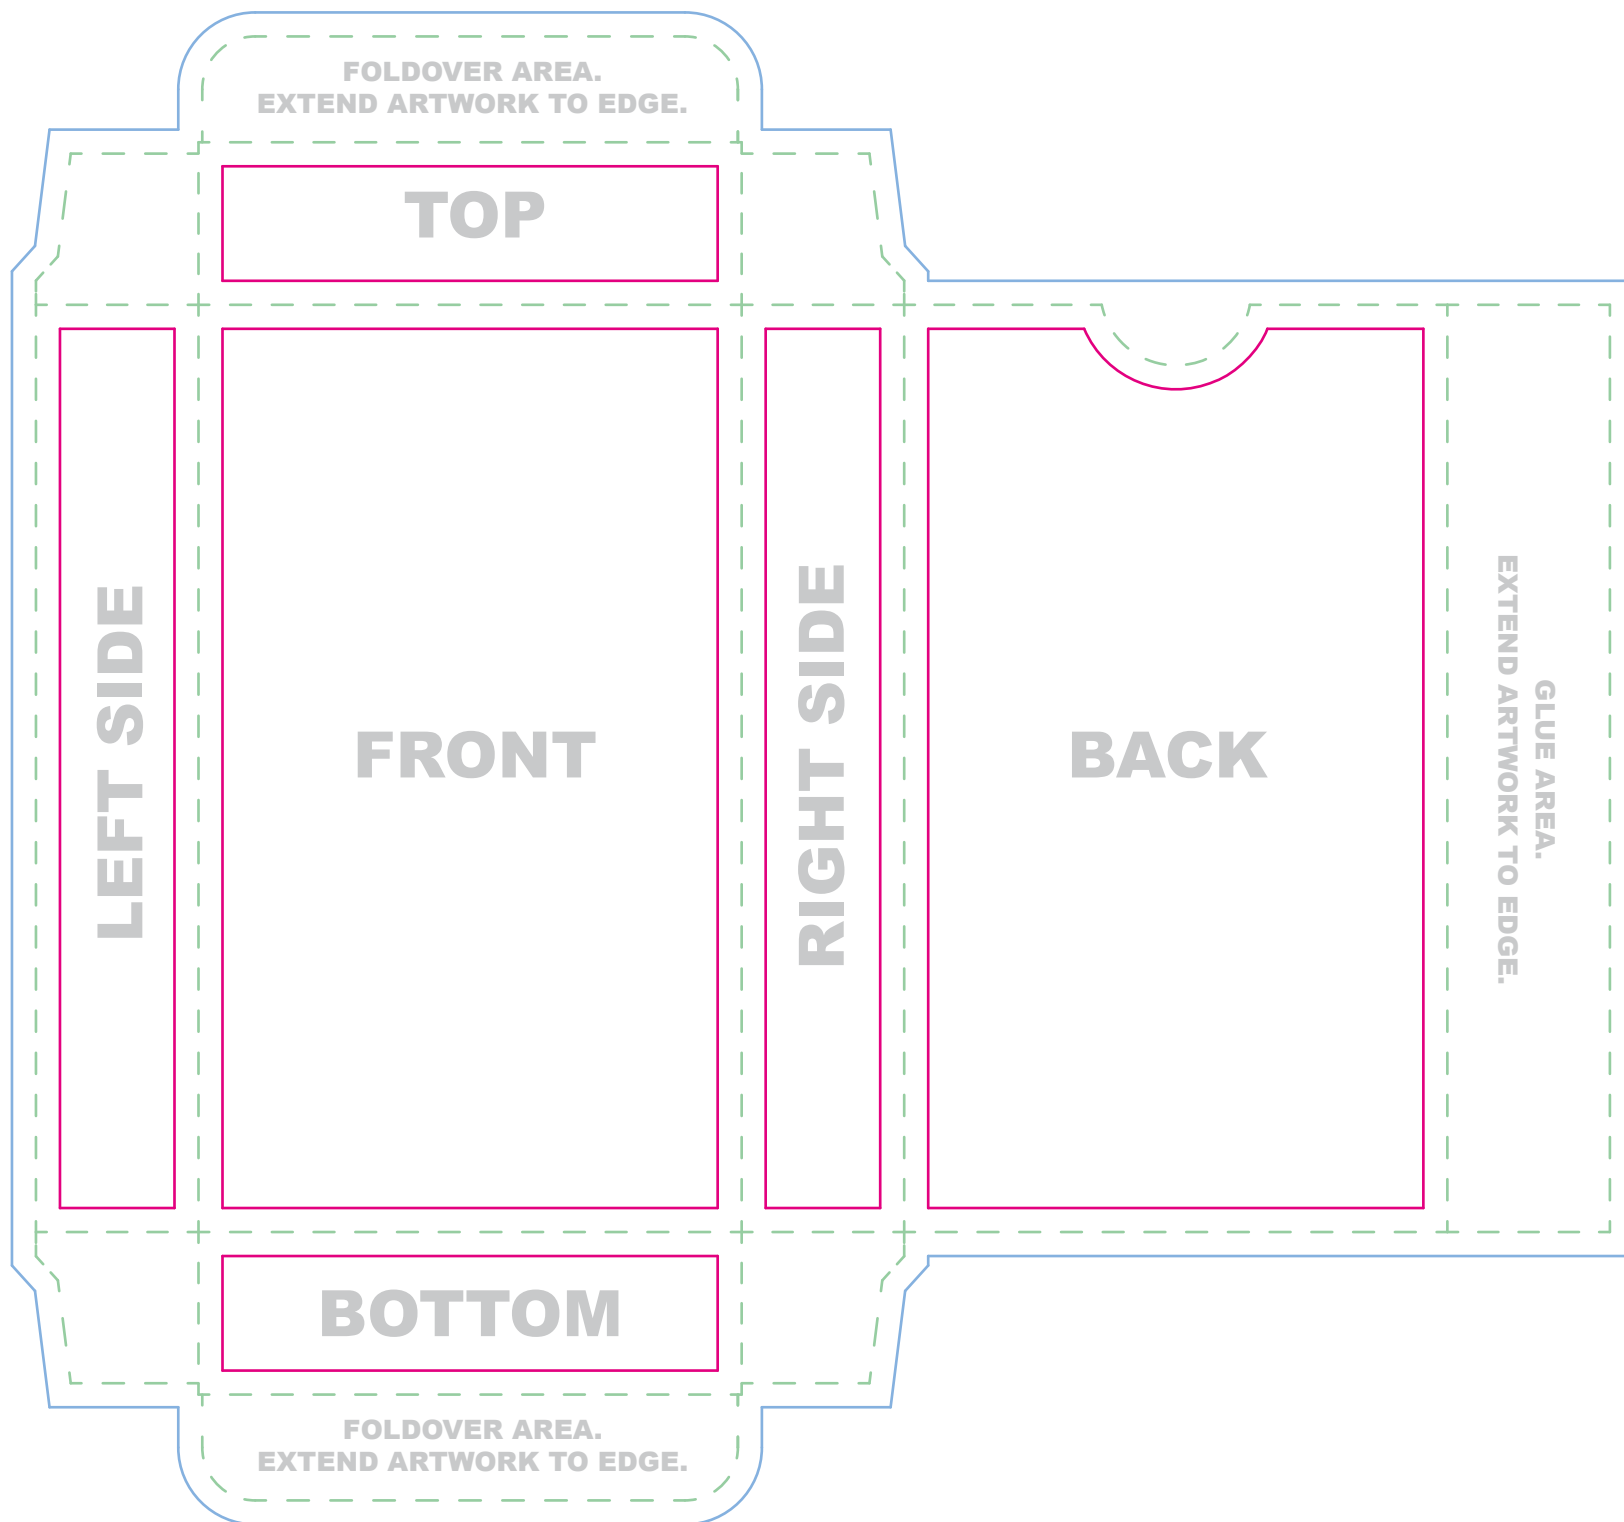 FOLDOVER AREA.
EXTEND ARTWORK TO EDGE.
TOP
LEFT SIDE
FRONT
RIGHT SIDE
BACK
GLUE AREA.
EXTEND ARTWORK TO EDGE.
BOTTOM
FOLDOVER AREA.
EXTEND ARTWORK TO EDGE.